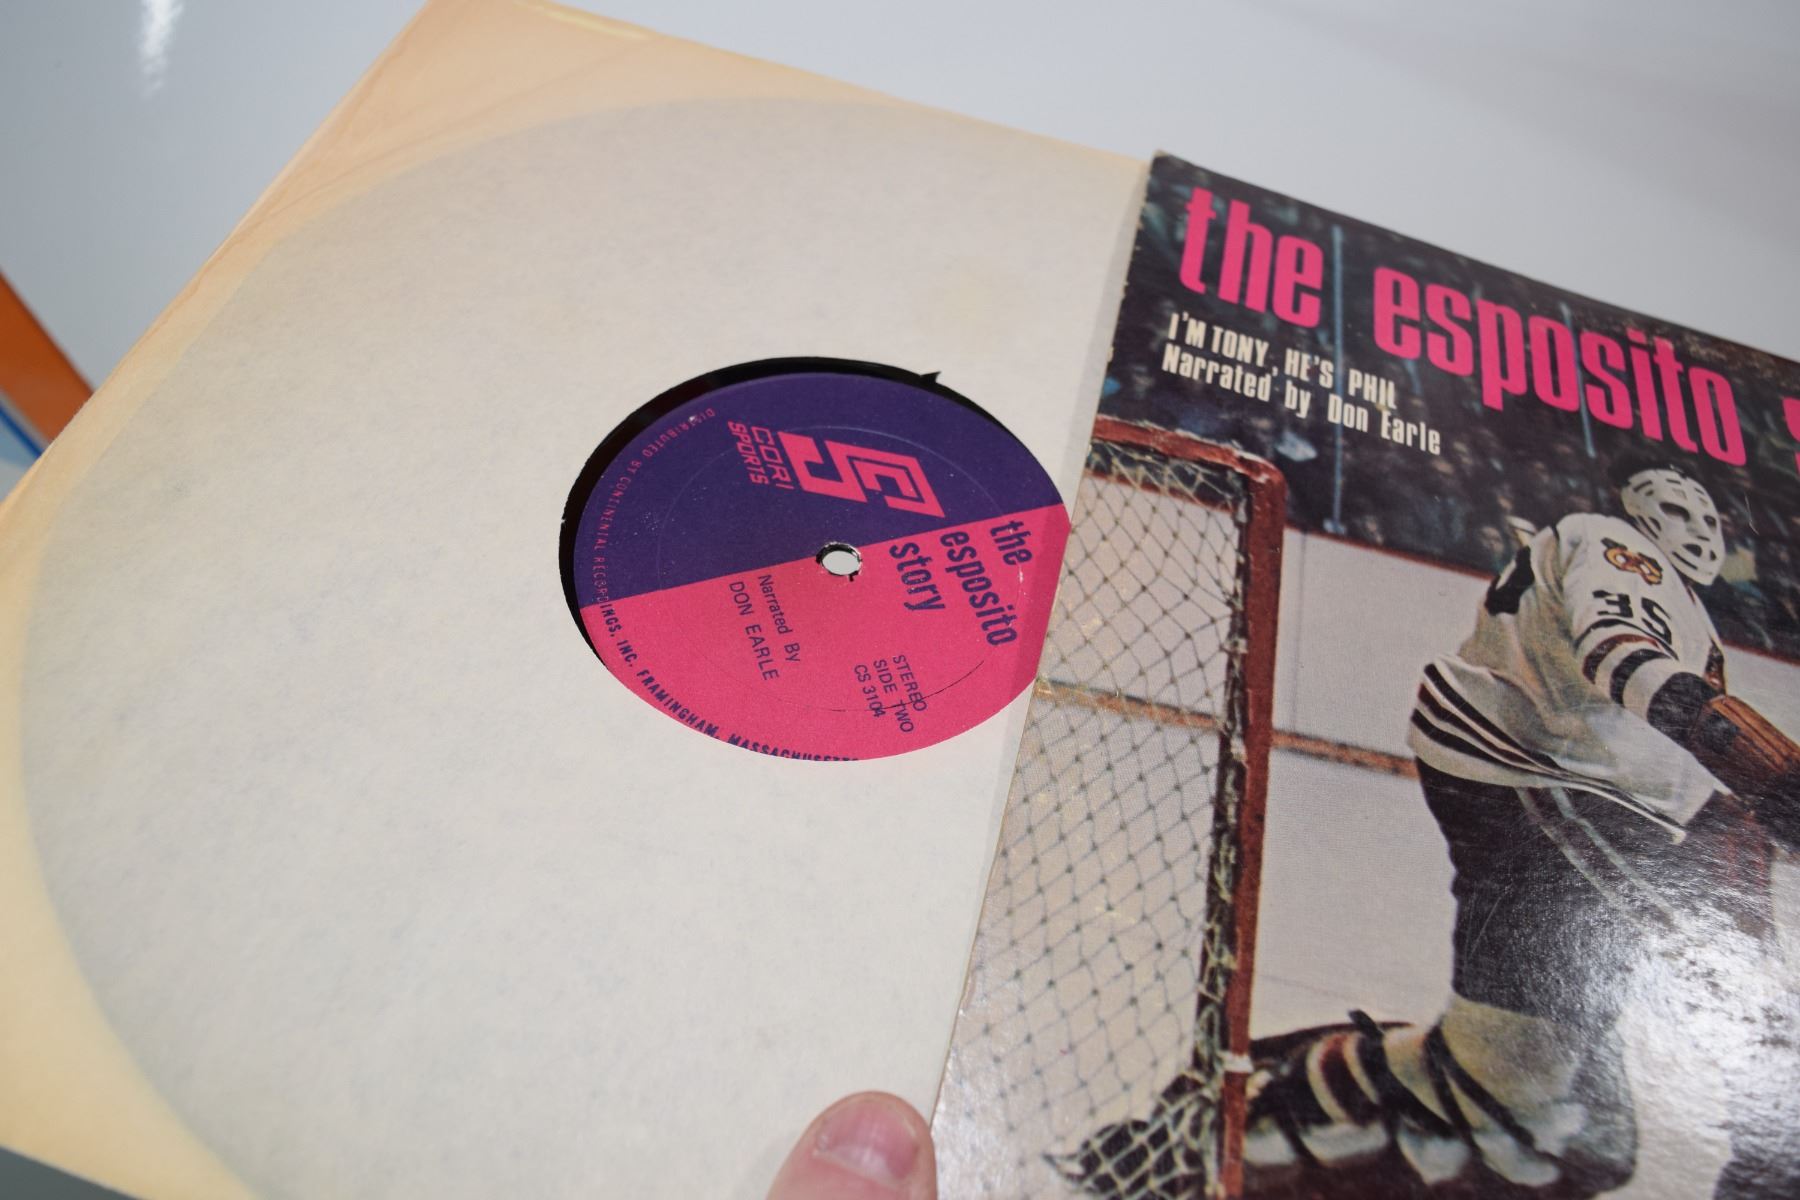 the esposito
I'M TONY, HE'S PHIL
Narrated by Don Earle
35
CORI
SPORTS
the
esposito
story
Narrated By
DON EARLE
STEREO
SIDE TWO
CS 3104
DISTRIBUTED BY CONTINENTAL RECORDINGS, INC. FRAMINGHAM, MASSACHUSETTS